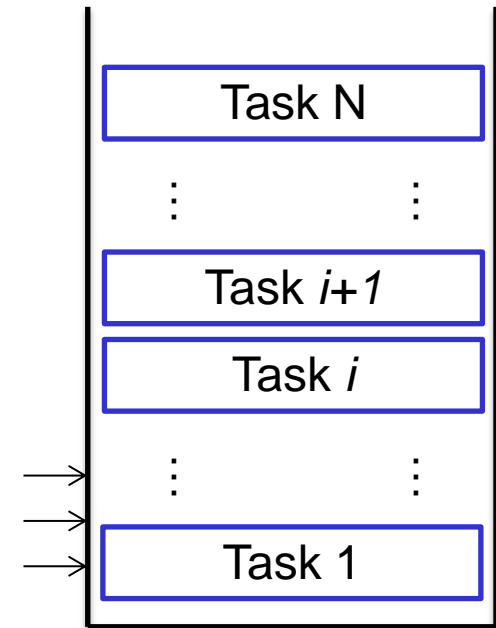 Task N
⋮ ⋮
Task i+1
Task i
⋮ ⋮
Task 1